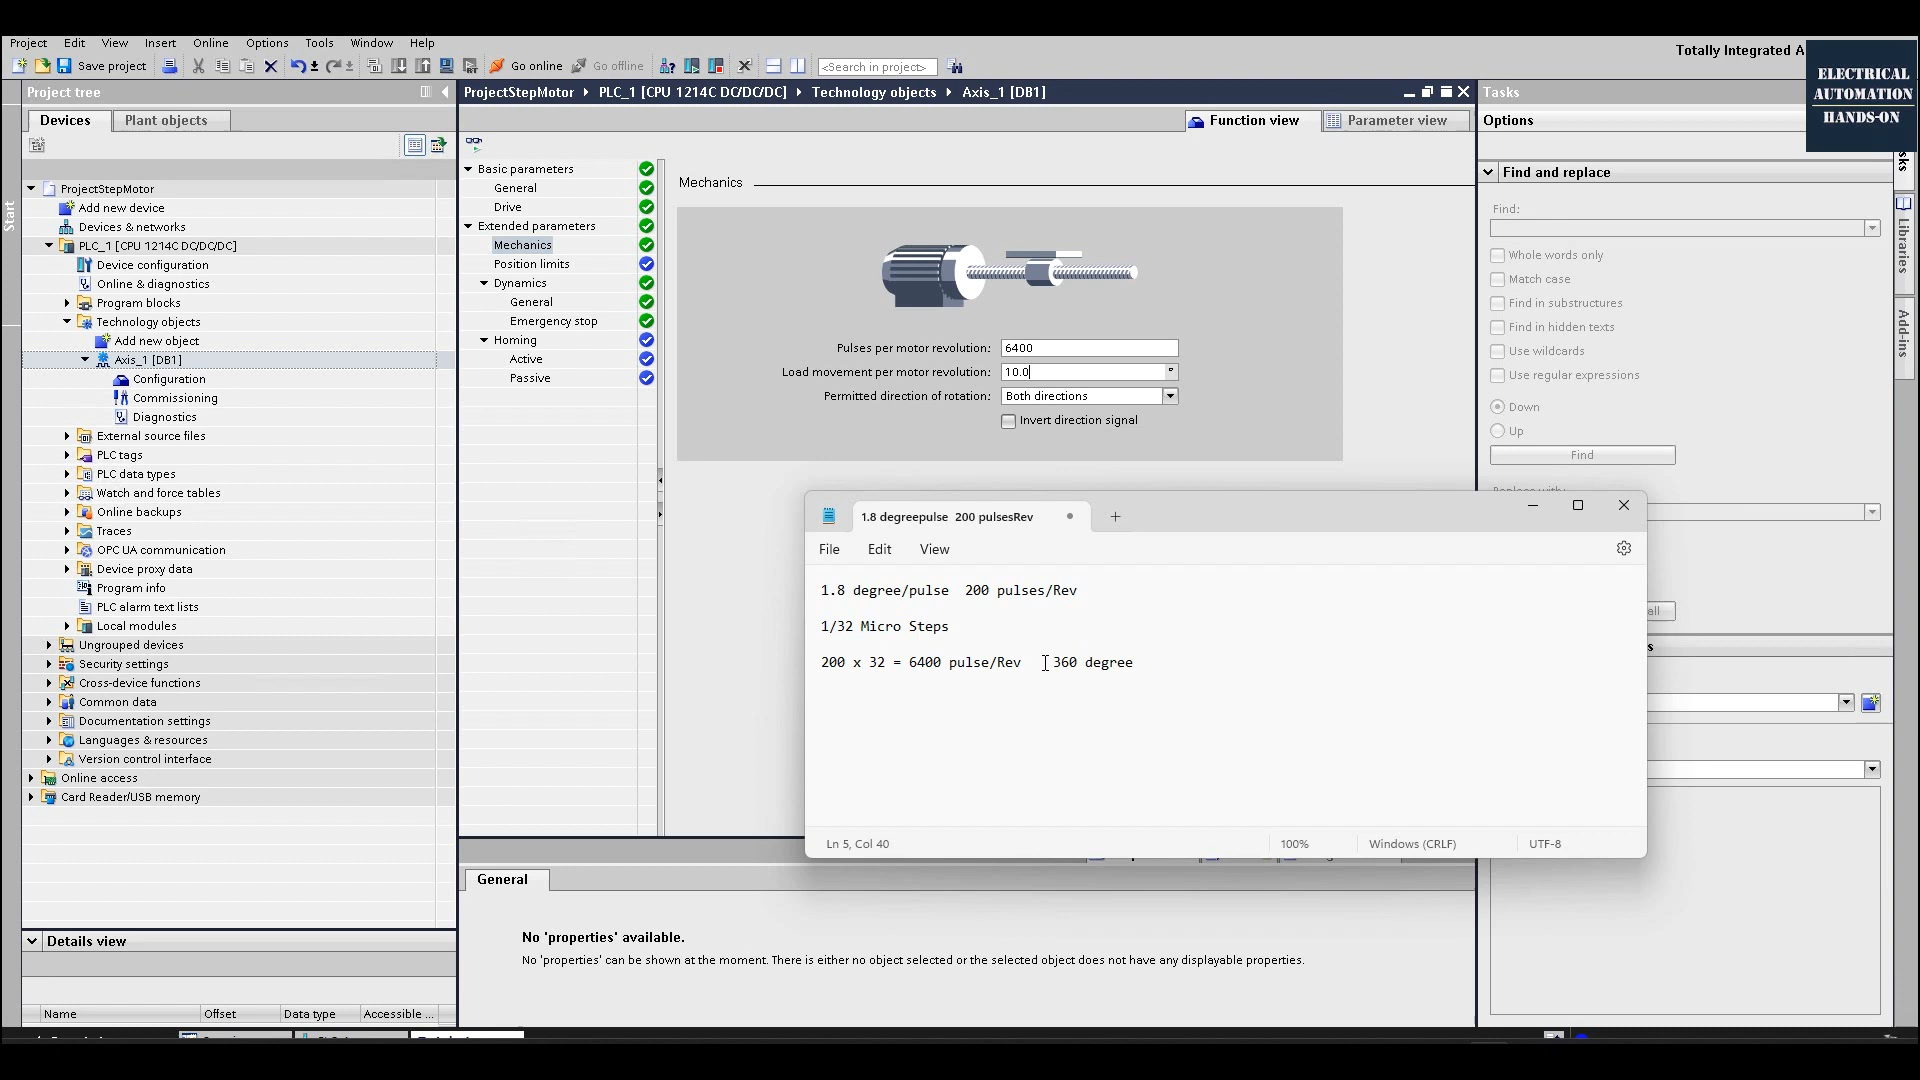 Project Edit View Insert Online Options Tools Window Help
Totally Integrated A
ELECTRICAL
AUTOMATION
HANDS-ON
Save project
Go online
Go offline
<Search in project>
Project tree
ProjectStepMotor
PLC_1 [CPU 1214C DC/DC/DC]
Technology objects
Axis_1 [DB1]
Tasks
Devices
Plant objects
Function view
Parameter view
Options
Start
ProjectStepMotor
Add new device
Devices & networks
PLC_1 [CPU 1214C DC/DC/DC]
Device configuration
Online & diagnostics
Program blocks
Technology objects
Add new object
Axis_1 [DB1]
Configuration
Commissioning
Diagnostics
External source files
PLC tags
PLC data types
Watch and force tables
Online backups
Traces
OPC UA communication
Device proxy data
Program info
PLC alarm text lists
Local modules
Ungrouped devices
Security settings
Cross-device functions
Common data
Documentation settings
Languages & resources
Version control interface
Online access
Card Reader/USB memory
Details view
Name
Offset
Data type
Accessible ...
Basic parameters
General
Drive
Extended parameters
Mechanics
Position limits
Dynamics
General
Emergency stop
Homing
Active
Passive
Mechanics
Pulses per motor revolution: 6400
Load movement per motor revolution: 10.0 °
Permitted direction of rotation: Both directions
Invert direction signal
1.8 degreepulse  200 pulsesRev
File Edit View
1.8 degree/pulse  200 pulses/Rev
1/32 Micro Steps
200 x 32 = 6400 pulse/Rev   360 degree
Ln 5, Col 40
100%
Windows (CRLF)
UTF-8
General
No 'properties' available.
No 'properties' can be shown at the moment. There is either no object selected or the selected object does not have any displayable properties.
Find and replace
Find:
Whole words only
Match case
Find in substructures
Find in hidden texts
Use wildcards
Use regular expressions
Down
Up
Find
Libraries
Add-ins